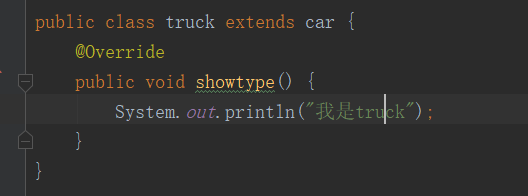 public class truck extends car {
@Override
public void showtype() {
System.out.println("我是truck");
}
}